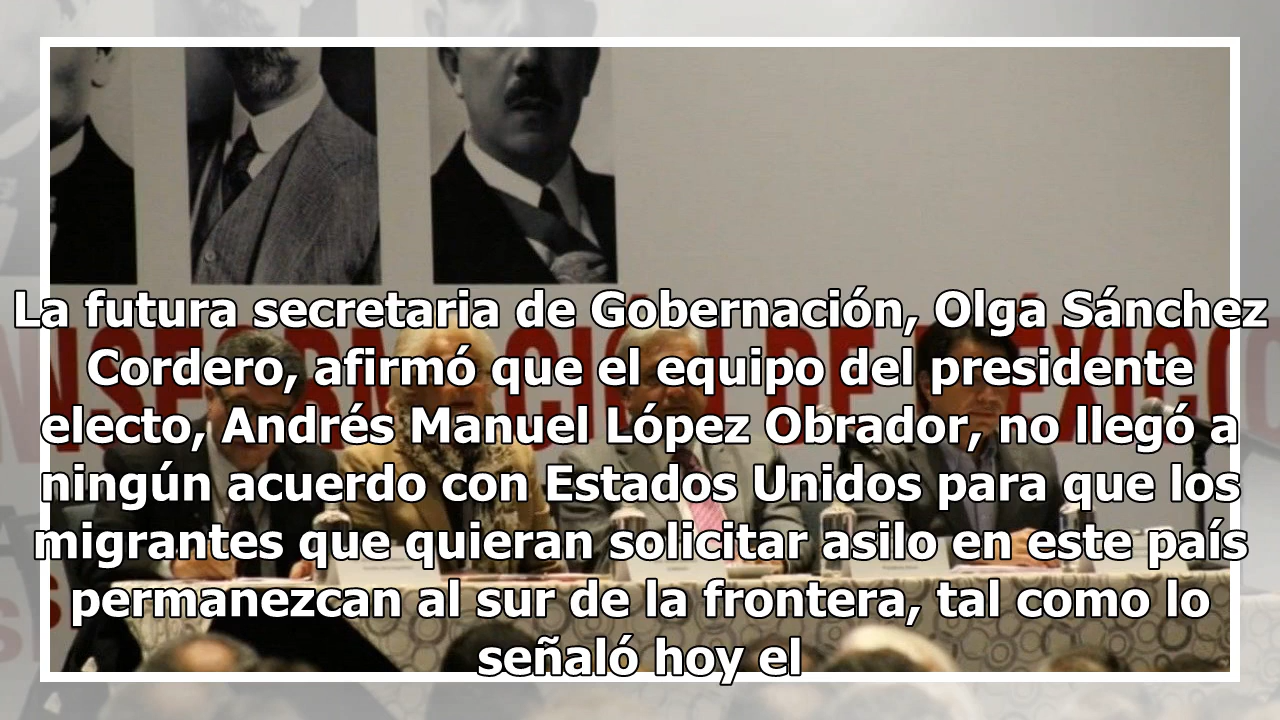 La futura secretaria de Gobernación, Olga Sánchez
Cordero, afirmó que el equipo del presidente
electo, Andrés Manuel López Obrador, no llegó a
ningún acuerdo con Estados Unidos para que los
migrantes que quieran solicitar asilo en este país
permanezcan al sur de la frontera, tal como lo
señaló hoy el